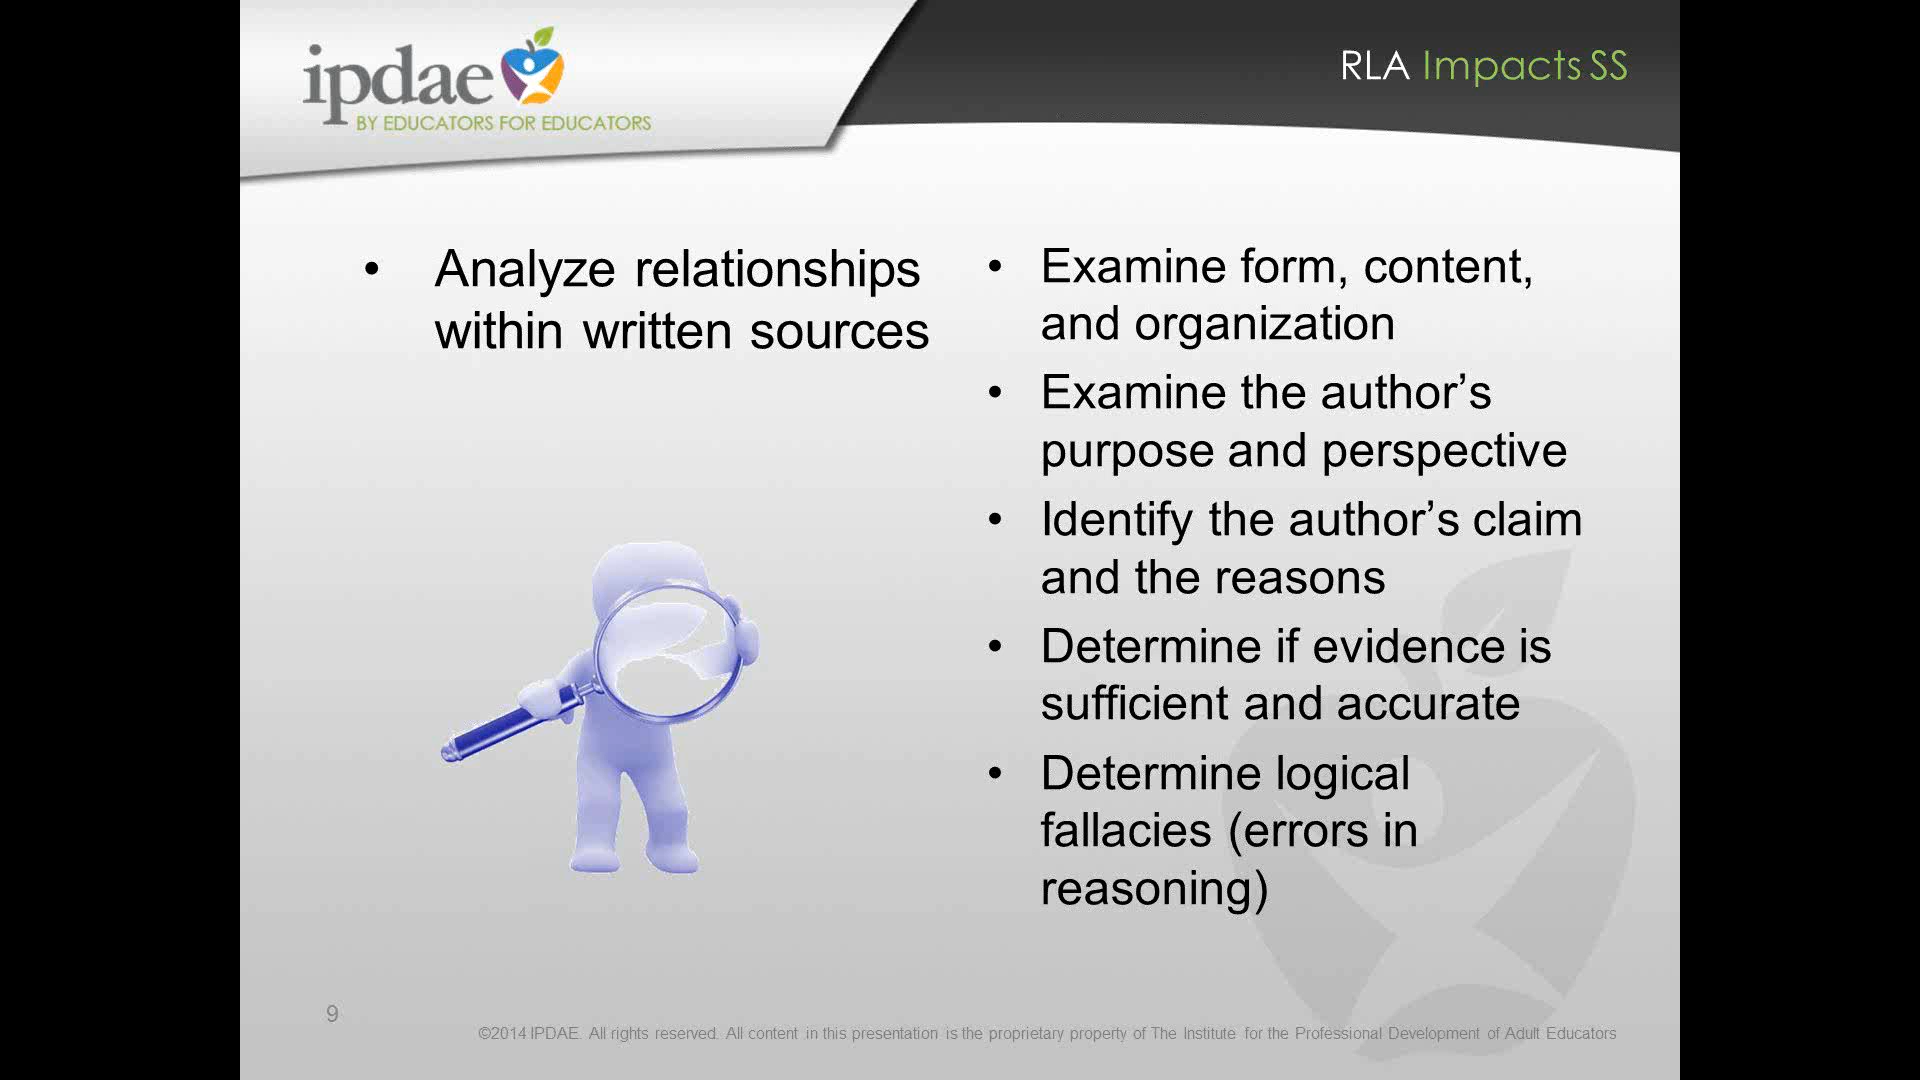 ipdae
BY EDUCATORS FOR EDUCATORS
RLA Impacts SS
• Analyze relationships
within written sources
• Examine form, content,
and organization
• Examine the author’s
purpose and perspective
• Identify the author’s claim
and the reasons
• Determine if evidence is
sufficient and accurate
• Determine logical
fallacies (errors in
reasoning)
9
©2014 IPDAE. All rights reserved. All content in this presentation is the proprietary property of The Institute for the Professional Development of Adult Educators